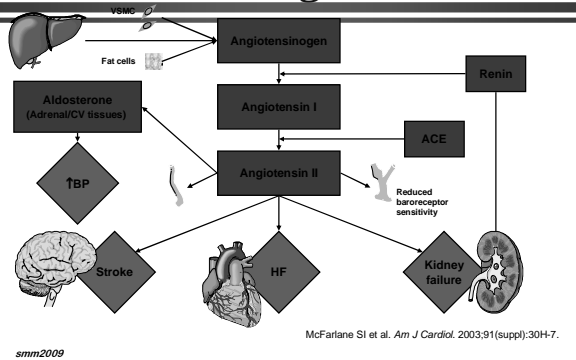 VSMC
Angiotensinogen
Fat cells
Renin
Aldosterone
(Adrenal/CV tissues)
Angiotensin I
ACE
Angiotensin II
↑BP
Reduced
baroreceptor
sensitivity
Stroke
HF
Kidney
failure
McFarlane SI et al. Am J Cardiol. 2003;91(suppl):30H-7.
smm2009